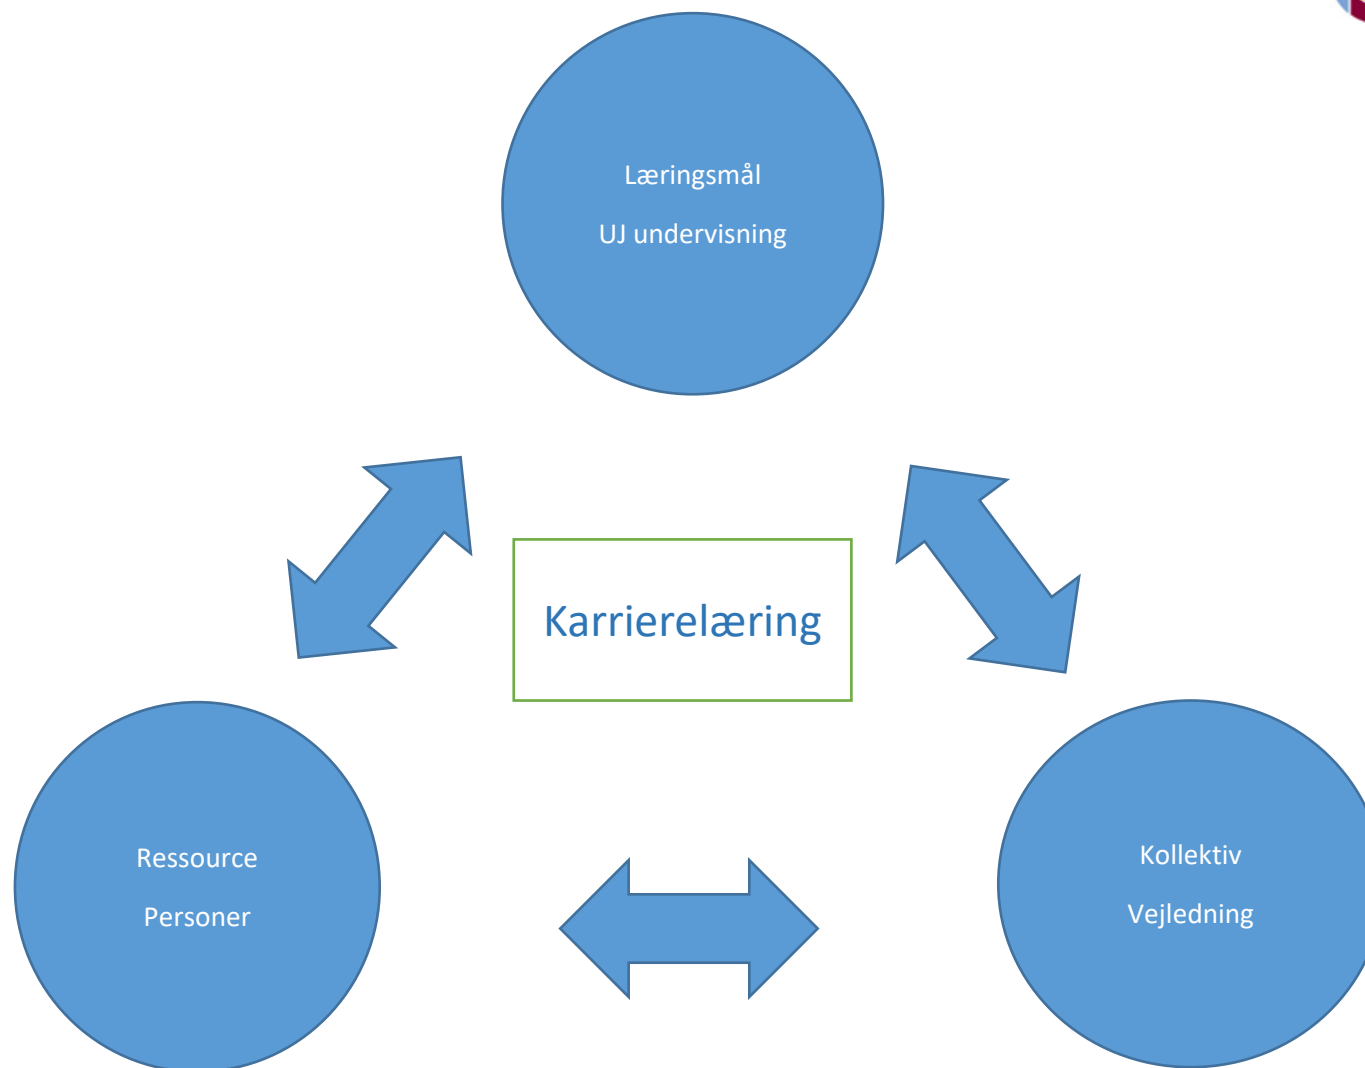 Læringsmål
UJ undervisning
Karrierelæring
Ressource
Personer
Kollektiv
Vejledning